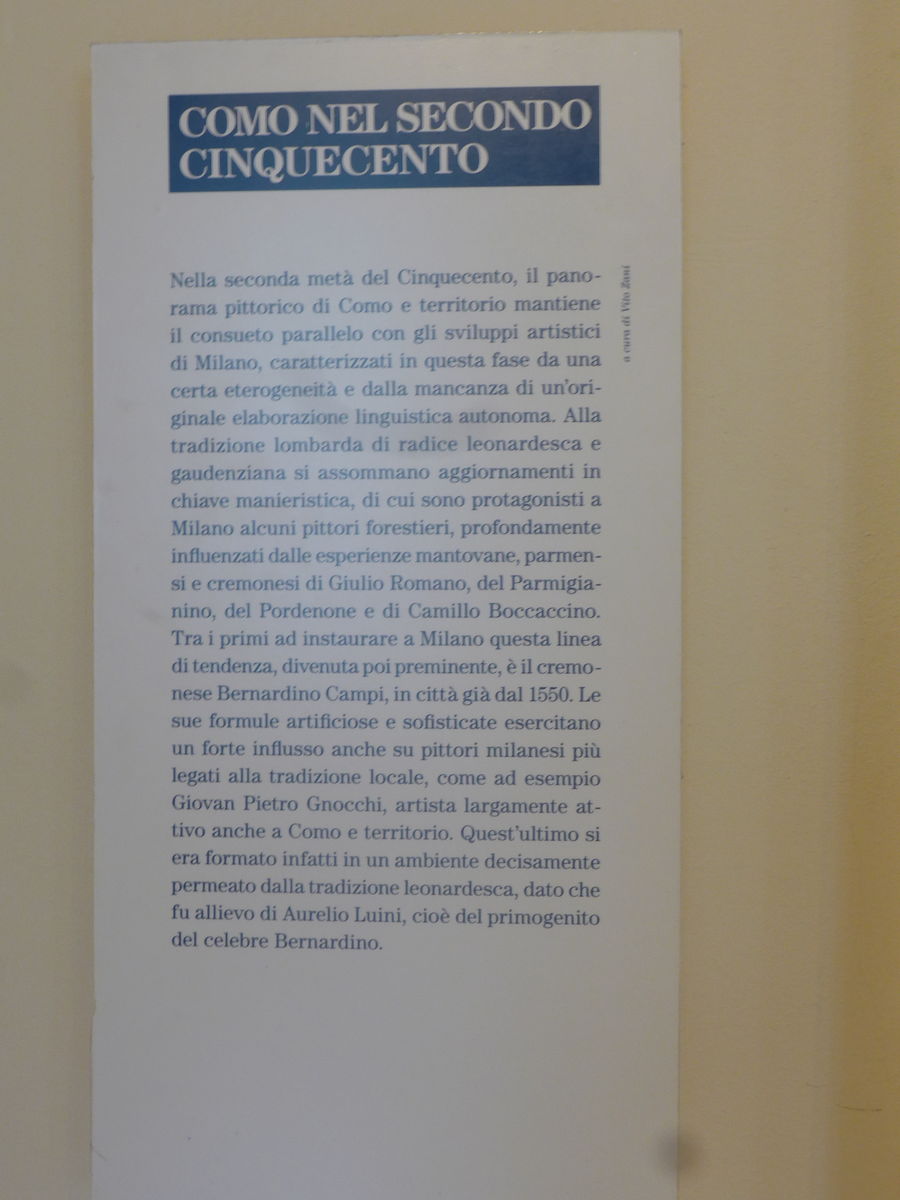 COMO NEL SECONDO
CINQUECENTO
Nella seconda metà del Cinquecento, il pano-
rama pittorico di Como e territorio mantiene
il consueto parallelo con gli sviluppi artistici
di Milano, caratterizzati in questa fase da una
certa eterogeneità e dalla mancanza di un'ori-
ginale elaborazione linguistica autonoma. Alla
tradizione lombarda di radice leonardesca e
gaudenziana si assommano aggiornamenti in
chiave manieristica, di cui sono protagonisti a
Milano alcuni pittori forestieri, profondamente
influenzati dalle esperienze mantovane, parmen-
si e cremonesi di Giulio Romano, del Parmigia-
nino, del Pordenone e di Camillo Boccaccino.
Tra i primi ad instaurare a Milano questa linea
di tendenza, divenuta poi preminente, è il cremo-
nese Bernardino Campi, in città già dal 1550. Le
sue formule artificiose e sofisticate esercitano
un forte influsso anche su pittori milanesi più
legati alla tradizione locale, come ad esempio
Giovan Pietro Gnocchi, artista largamente at-
tivo anche a Como e territorio. Quest'ultimo si
era formato infatti in un ambiente decisamente
permeato dalla tradizione leonardesca, dato che
fu allievo di Aurelio Luini, cioè del primogenito
del celebre Bernardino.
a cura di Vito Zani